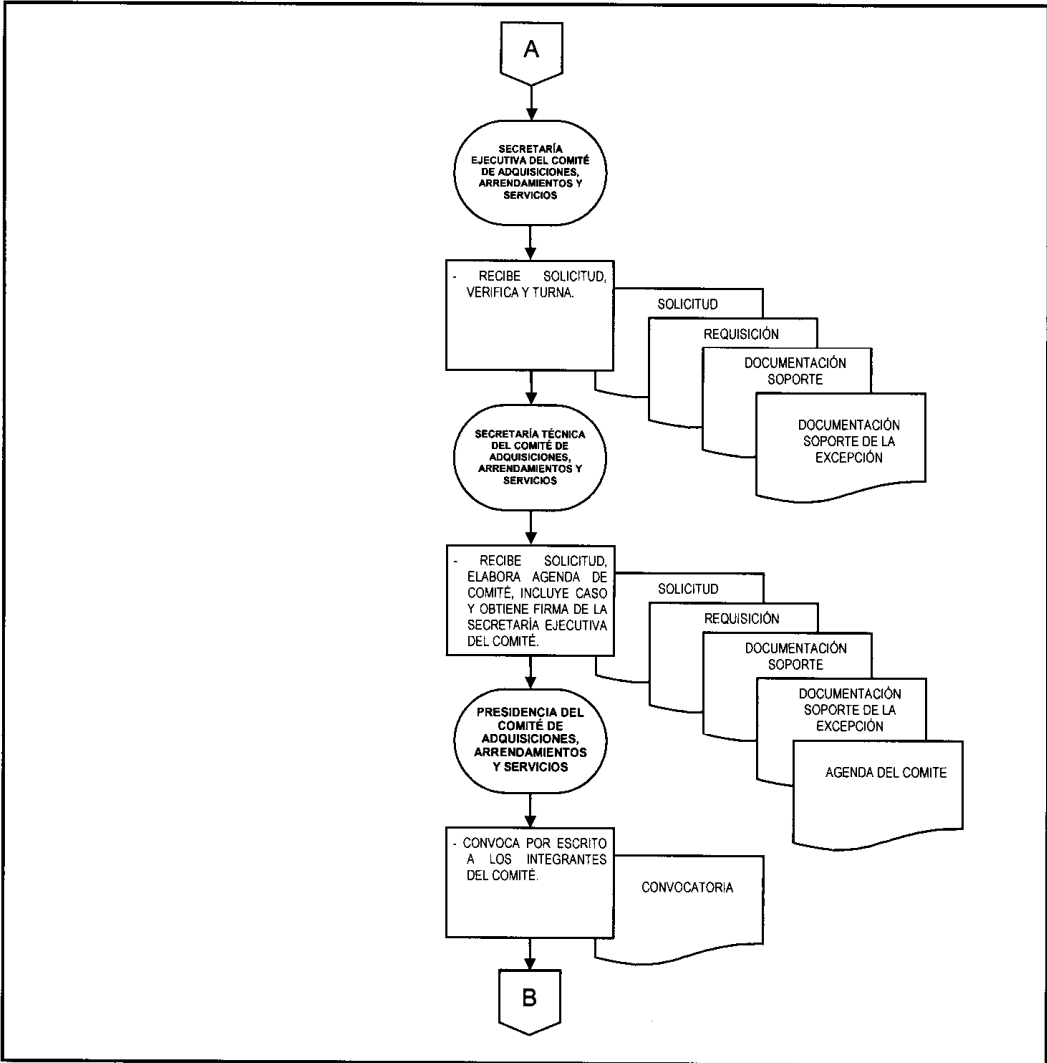 A
SECRETARÍA
EJECUTIVA DEL COMITÉ
DE ADQUISICIONES,
ARRENDAMIENTOS Y
SERVICIOS
- RECIBE SOLICITUD,
VERIFICA Y TURNA.
SOLICITUD
REQUISICIÓN
DOCUMENTACIÓN
SOPORTE
DOCUMENTACIÓN
SOPORTE DE LA
EXCEPCIÓN
SECRETARÍA TÉCNICA
DEL COMITÉ DE
ADQUISICIONES,
ARRENDAMIENTOS Y
SERVICIOS
- RECIBE SOLICITUD,
ELABORA AGENDA DE
COMITÉ, INCLUYE CASO
Y OBTIENE FIRMA DE LA
SECRETARÍA EJECUTIVA
DEL COMITÉ.
SOLICITUD
REQUISICIÓN
DOCUMENTACIÓN
SOPORTE
DOCUMENTACIÓN
SOPORTE DE LA
EXCEPCIÓN
AGENDA DEL COMITE
PRESIDENCIA DEL
COMITÉ DE
ADQUISICIONES,
ARRENDAMIENTOS
Y SERVICIOS
- CONVOCA POR ESCRITO
A LOS INTEGRANTES
DEL COMITÉ.
CONVOCATORIA
B